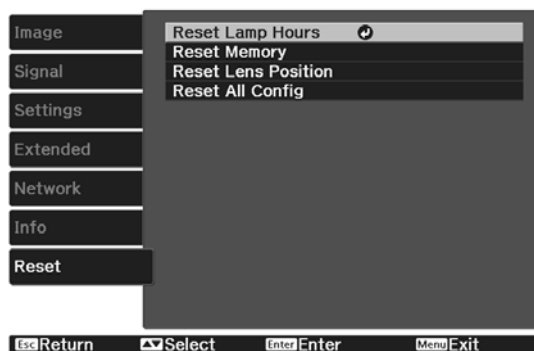 Image
Signal
Settings
Extended
Network
Info
Reset
Reset Lamp Hours
Reset Memory
Reset Lens Position
Reset All Config
Esc Return Select Enter Enter Menu Exit